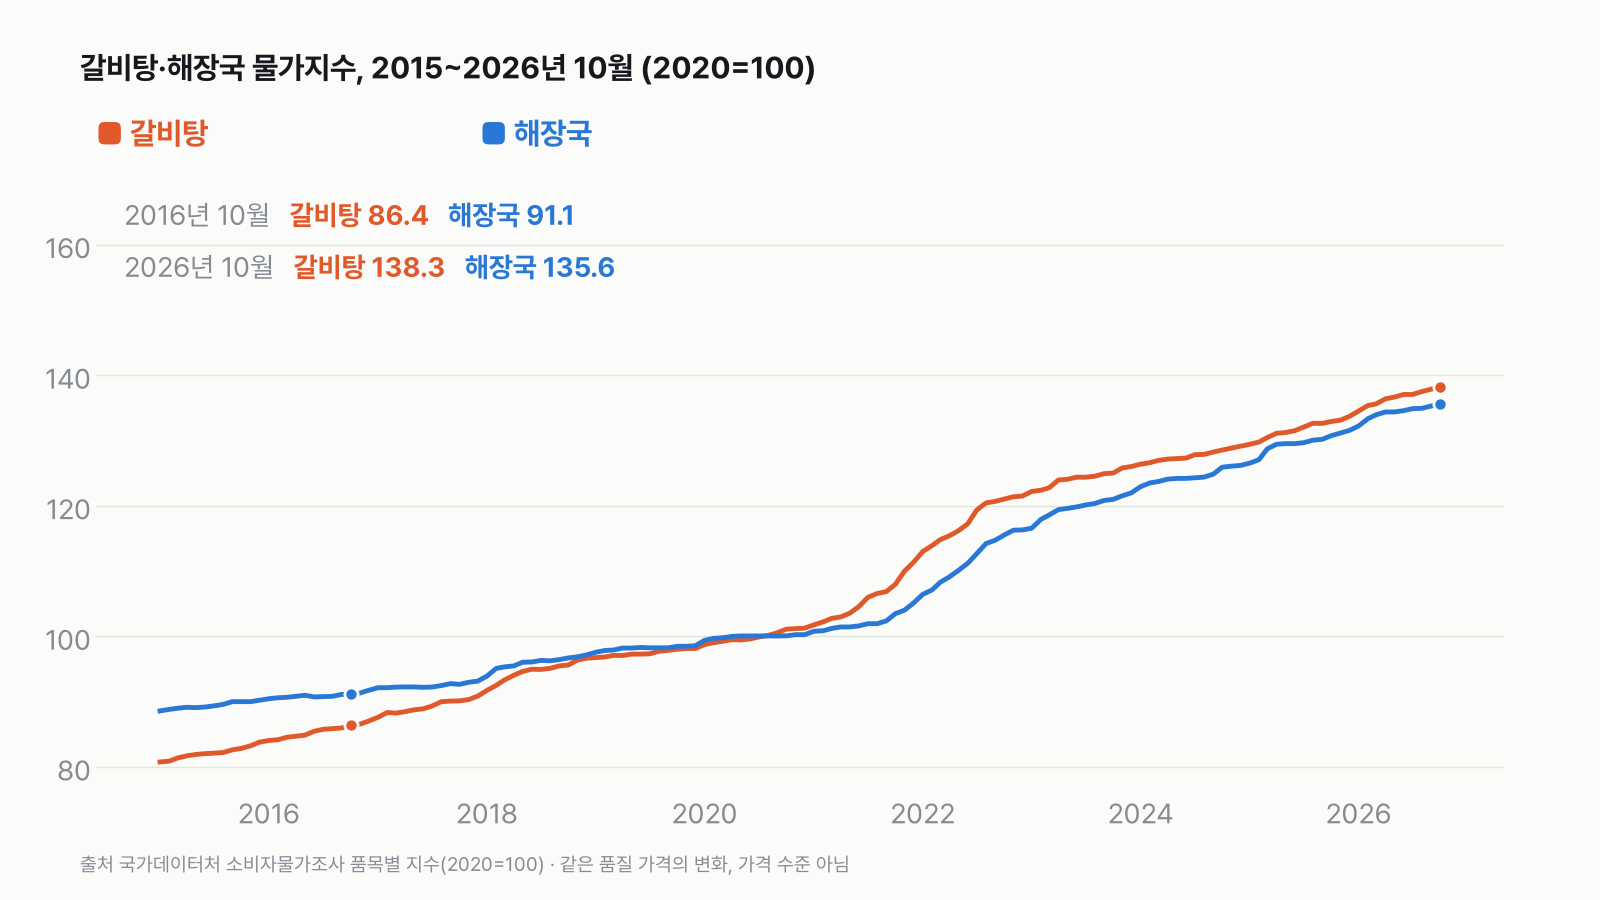 갈비탕·해장국 물가지수, 2015~2026년 10월 (2020=100)
갈비탕 해장국
2016년 10월 갈비탕 86.4 해장국 91.1
160
2026년 10월 갈비탕 138.3 해장국 135.6
140
120
100
80
2016 2018 2020 2022 2024 2026
출처 국가데이터처 소비자물가조사 품목별 지수(2020=100) · 같은 품질 가격의 변화, 가격 수준 아님